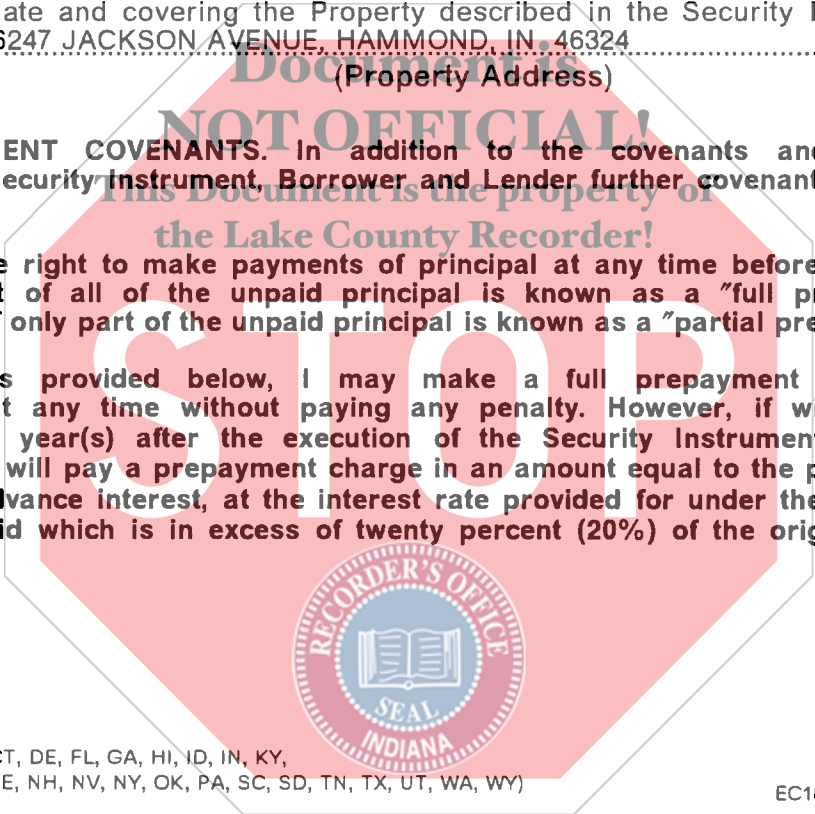 ate and covering the Property described in the Security I
6247 JACKSON AVENUE, HAMMOND, IN 46324
Document is
(Property Address)
NOT OFFICIAL!
ENT COVENANTS. In addition to the covenants and
ecurity Instrument, Borrower and Lender further covenant
This Document is the property of
the Lake County Recorder!
e right to make payments of principal at any time before
t of all of the unpaid principal is known as a "full pr
f only part of the unpaid principal is known as a "partial pre
STOP
s provided below, I may make a full prepayment
t any time without paying any penalty. However, if wi
year(s) after the execution of the Security Instrument
will pay a prepayment charge in an amount equal to the p
dvance interest, at the interest rate provided for under the
id which is in excess of twenty percent (20%) of the orig
RECORDER'S OFFICE
SEAL
INDIANA
CT, DE, FL, GA, HI, ID, IN, KY,
E, NH, NV, NY, OK, PA, SC, SD, TN, TX, UT, WA, WY)
EC1